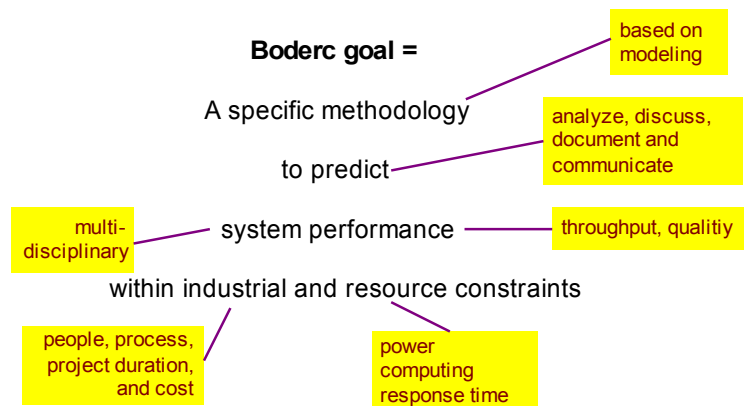 Boderc goal =
based on
modeling
A specific methodology
analyze, discuss,
document and
communicate
to predict
multi-
disciplinary
system performance
throughput, qualitiy
within industrial and resource constraints
people, process,
project duration,
and cost
power
computing
response time